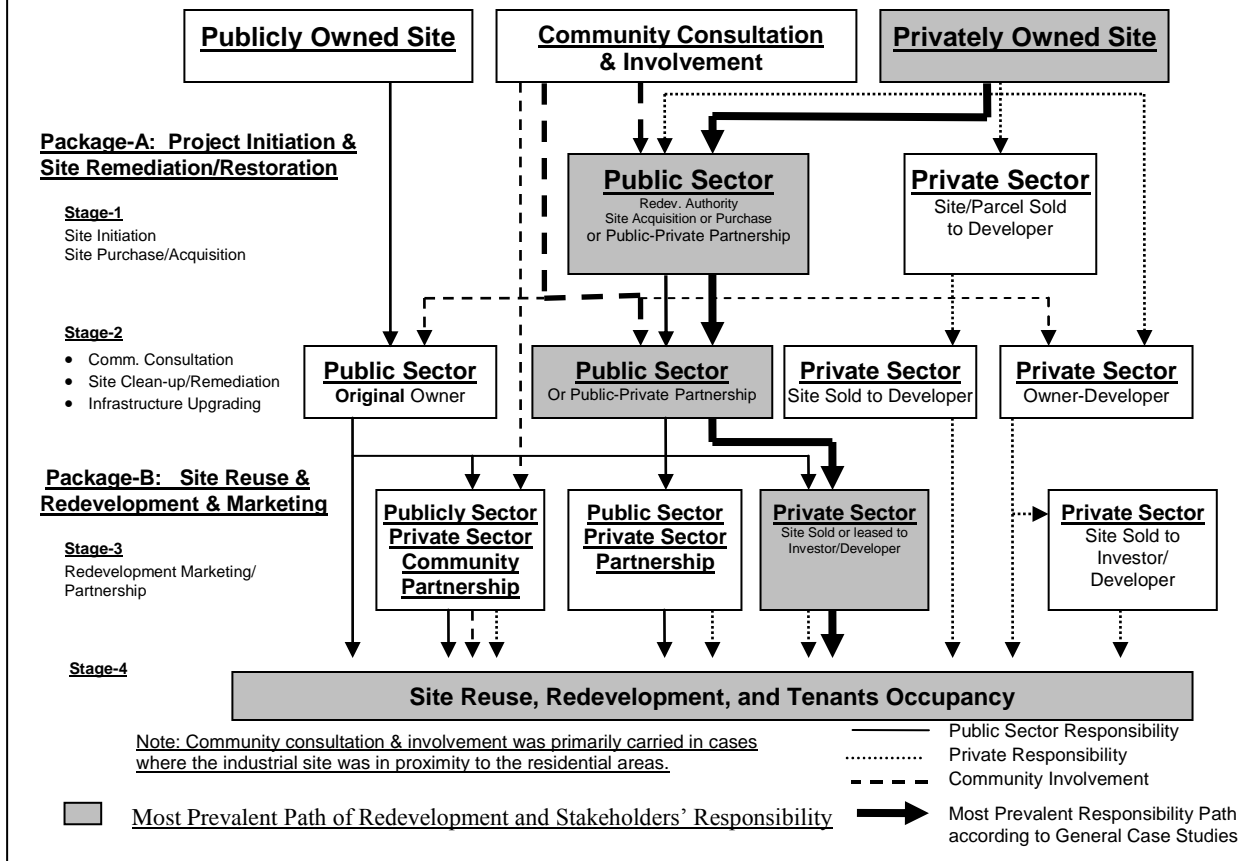 Publicly Owned Site
Community Consultation
& Involvement
Privately Owned Site
Package-A: Project Initiation &
Site Remediation/Restoration
Stage-1
Site Initiation
Site Purchase/Acquisition
Public Sector
Redev. Authority
Site Acquisition or Purchase
or Public-Private Partnership
Private Sector
Site/Parcel Sold
to Developer
Stage-2
• Comm. Consultation
• Site Clean-up/Remediation
• Infrastructure Upgrading
Public Sector
Original Owner
Public Sector
Or Public-Private Partnership
Private Sector
Site Sold to Developer
Private Sector
Owner-Developer
Package-B: Site Reuse &
Redevelopment & Marketing
Stage-3
Redevelopment Marketing/
Partnership
Publicly Sector
Private Sector
Community
Partnership
Public Sector
Private Sector
Partnership
Private Sector
Site Sold or leased to
Investor/Developer
Private Sector
Site Sold to
Investor/
Developer
Stage-4
Site Reuse, Redevelopment, and Tenants Occupancy
Note: Community consultation & involvement was primarily carried in cases
where the industrial site was in proximity to the residential areas.
Public Sector Responsibility
Private Responsibility
Community Involvement
Most Prevalent Path of Redevelopment and Stakeholders' Responsibility
Most Prevalent Responsibility Path
according to General Case Studies